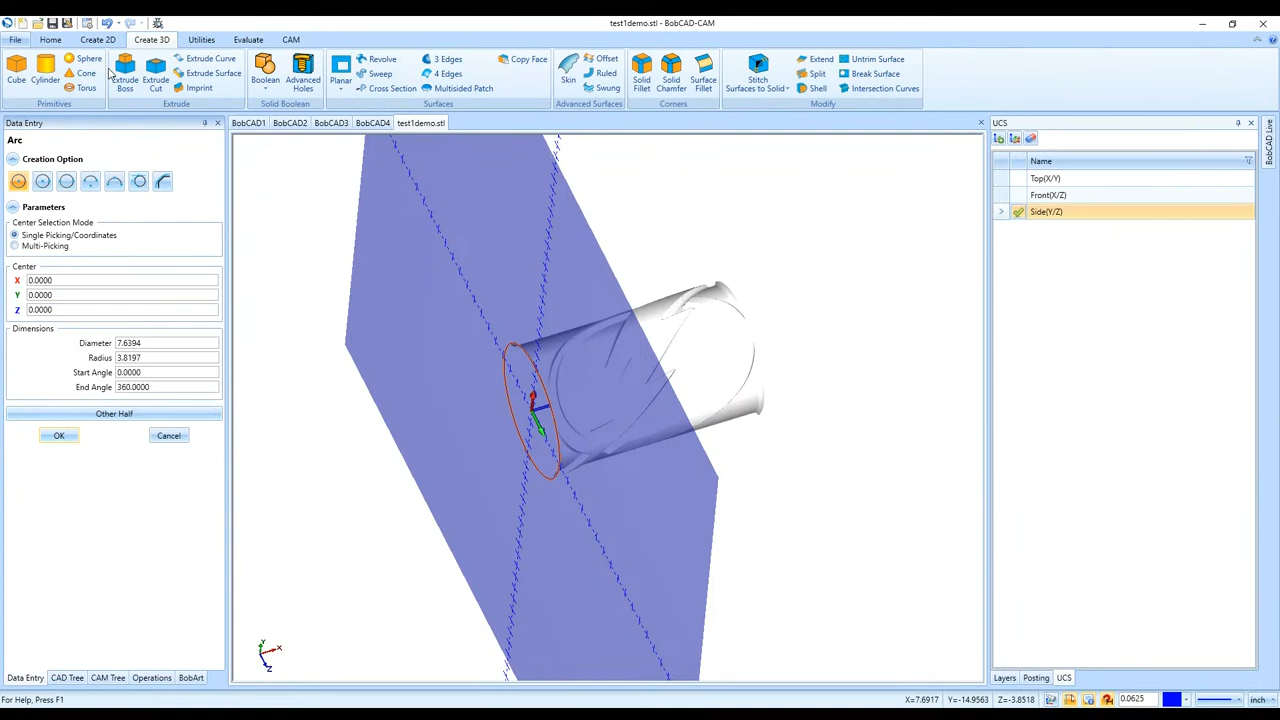 test1demo.stl - BobCAD-CAM
File Home Create 2D Create 3D Utilities Evaluate CAM
Cube Cylinder Sphere Cone Torus
Primitives
Extrude Boss Extrude Cut Extrude Curve Extrude Surface Imprint
Extrude
Boolean Advanced Holes
Solid Boolean
Planar Revolve Sweep Cross Section 3 Edges 4 Edges Multisided Patch Copy Face
Surfaces
Skin Offset Ruled Swung
Advanced Surfaces
Solid Fillet Solid Chamfer Surface Fillet
Corners
Stitch Surfaces to Solid Extend Split Shell Untrim Surface Break Surface Intersection Curves
Modify
Data Entry
Arc
Creation Option
Parameters
Center Selection Mode
Single Picking/Coordinates
Multi-Picking
Center
X 0.0000
Y 0.0000
Z 0.0000
Dimensions
Diameter 7.6394
Radius 3.8197
Start Angle 0.0000
End Angle 360.0000
Other Half
OK Cancel
Data Entry CAD Tree CAM Tree Operations BobArt
BobCAD1 BobCAD2 BobCAD3 BobCAD4 test1demo.stl
Y
X
Z
UCS
Name
Top(X/Y)
Front(X/Z)
Side(Y/Z)
Layers Posting UCS
BobCAD Live
For Help, Press F1
X=7.6917 Y=-14.9563 Z=-3.8518 0.0625 inch